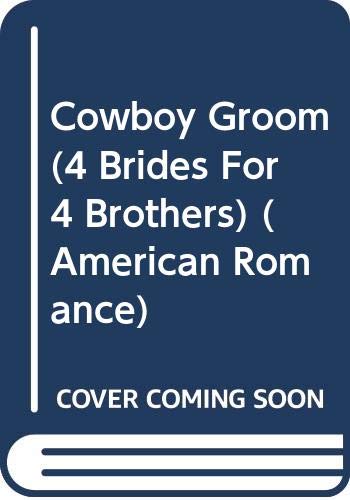 Cowboy Groom
(4 Brides For
4 Brothers) (
American Rom
ance)
COVER COMING SOON